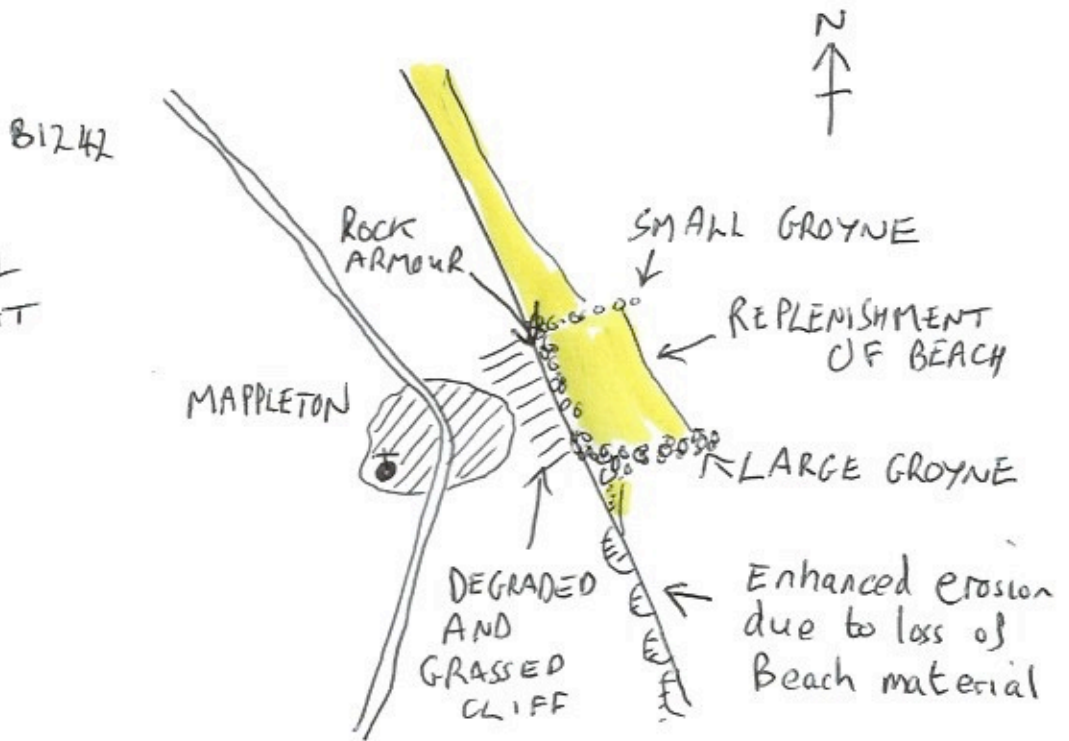 N
B1242
ROCK
ARMOUR
SMALL GROYNE
REPLENISHMENT
OF BEACH
MAPPLETON
LARGE GROYNE
DEGRADED
AND
GRASSED
CLIFF
Enhanced erosion
due to loss of
Beach material